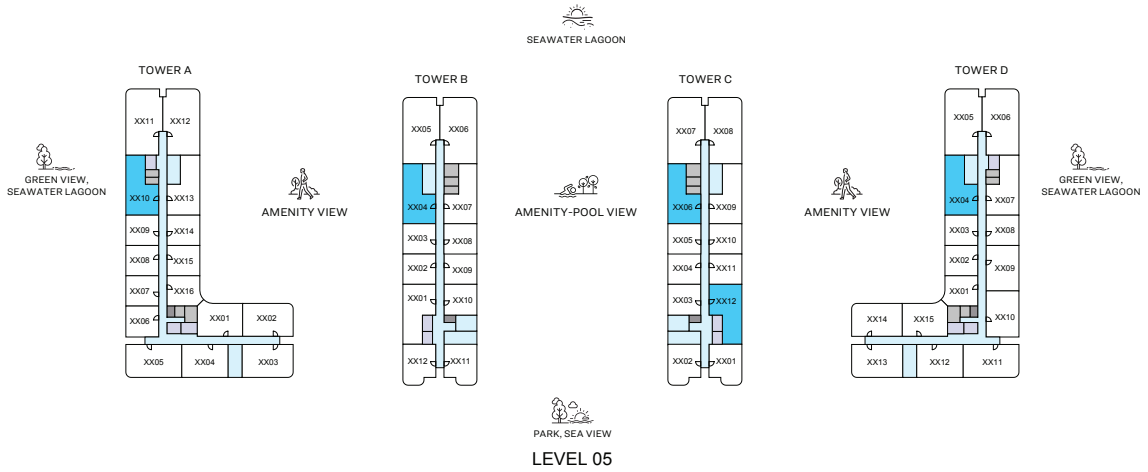 SEAWATER LAGOON
TOWER A
TOWER B
TOWER C
TOWER D
XX11
XX12
XX10
XX13
XX09
XX14
XX08
XX15
XX07
XX16
XX06
XX01
XX02
XX05
XX04
XX03
XX05
XX06
XX04
XX07
XX03
XX08
XX02
XX09
XX01
XX10
XX12
XX11
XX07
XX08
XX06
XX09
XX05
XX10
XX04
XX11
XX03
XX12
XX02
XX01
XX05
XX06
XX04
XX07
XX03
XX08
XX02
XX09
XX01
XX10
XX14
XX15
XX13
XX12
XX11
GREEN VIEW,
SEAWATER LAGOON
AMENITY VIEW
AMENITY-POOL VIEW
AMENITY VIEW
GREEN VIEW,
SEAWATER LAGOON
PARK, SEA VIEW
LEVEL 05